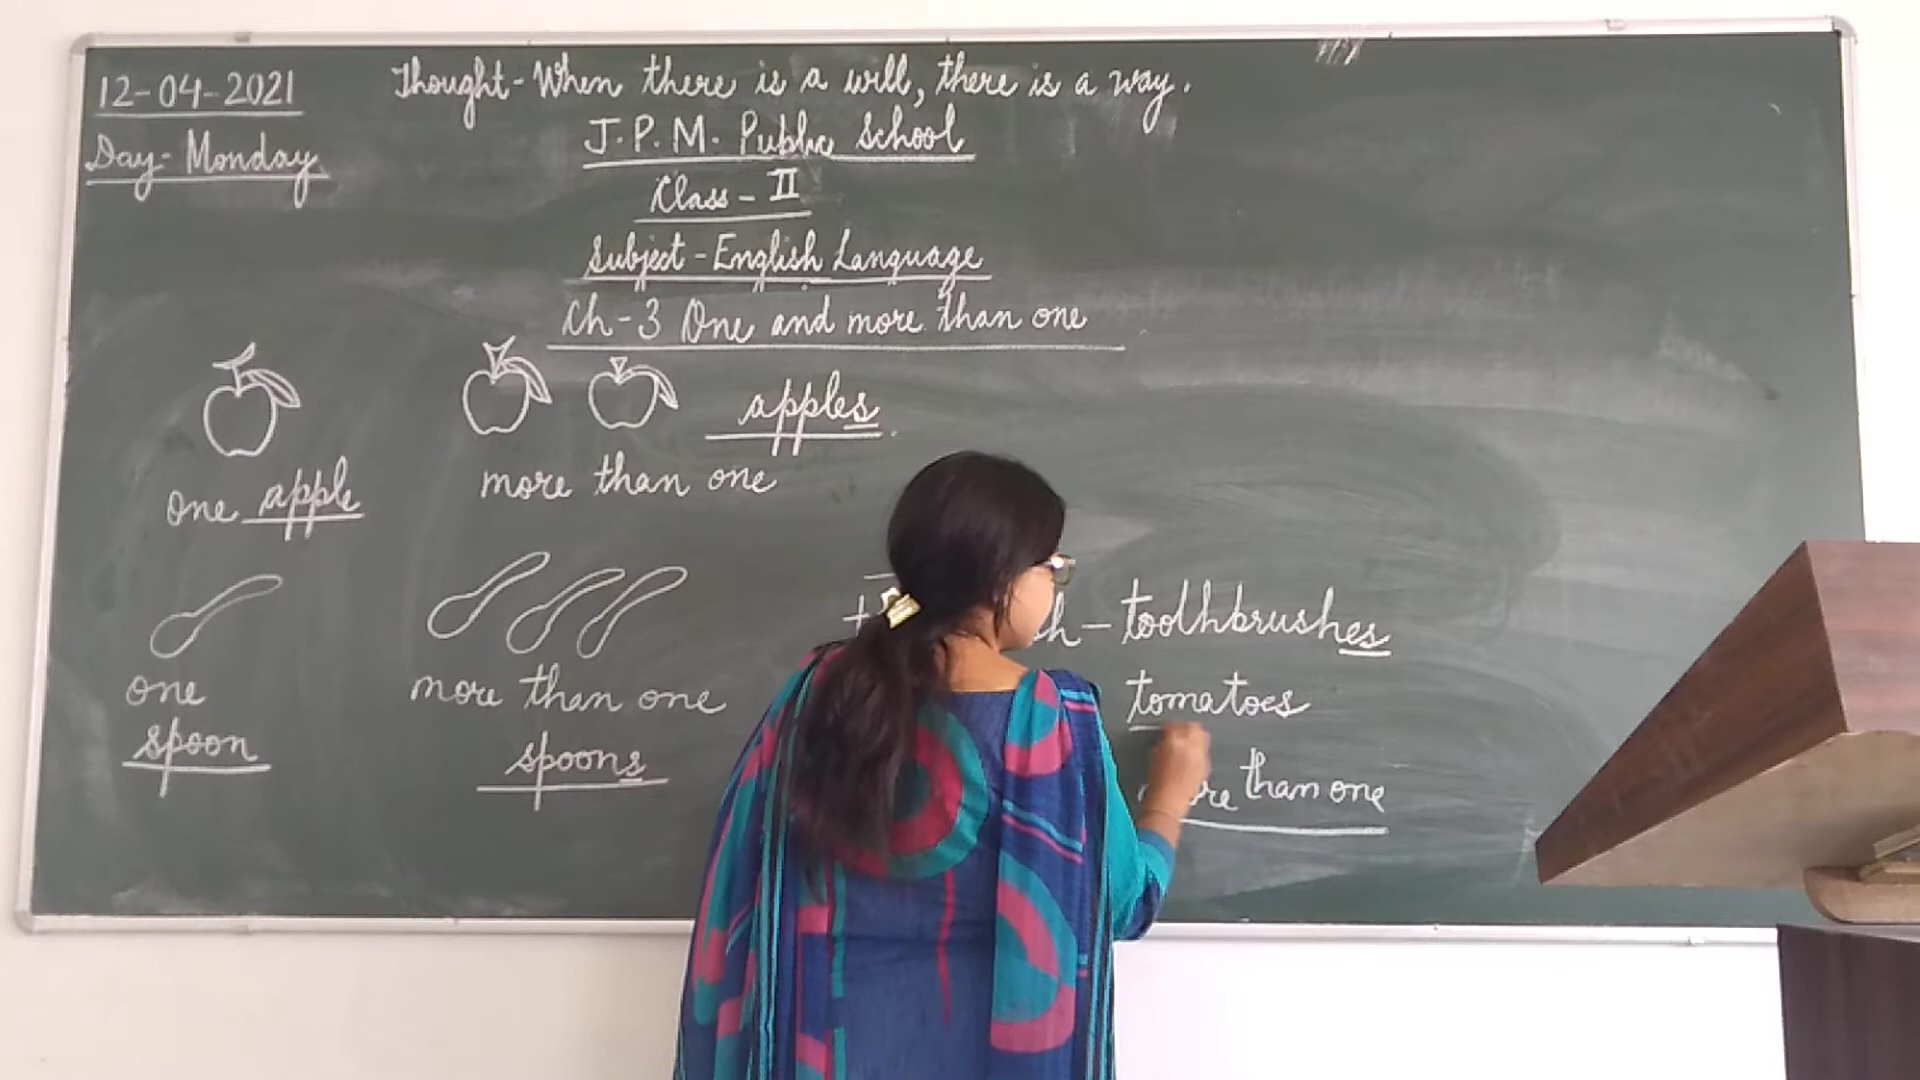 12-04-2021
Day- Monday
Thought- When there is a will, there is a way.
J.P.M. Public School
Class - II
Subject - English Language
Ch - 3 One and more than one
apples
one apple
more than one
one
spoon
more than one
spoons
- toothbrushes
tomatoes
than one